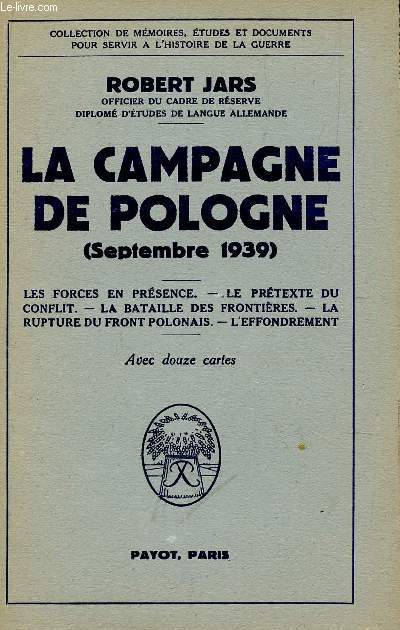 Le-livre.com
COLLECTION DE MÉMOIRES, ÉTUDES ET DOCUMENTS
POUR SERVIR A L'HISTOIRE DE LA GUERRE
ROBERT JARS
OFFICIER DU CADRE DE RÉSERVE
DIPLOMÉ D'ÉTUDES DE LANGUE ALLEMANDE
LA CAMPAGNE
DE POLOGNE
(Septembre 1939)
LES FORCES EN PRÉSENCE. — LE PRÉTEXTE DU
CONFLIT. — LA BATAILLE DES FRONTIÈRES. — LA
RUPTURE DU FRONT POLONAIS. — L'EFFONDREMENT
Avec douze cartes
PAYOT, PARIS